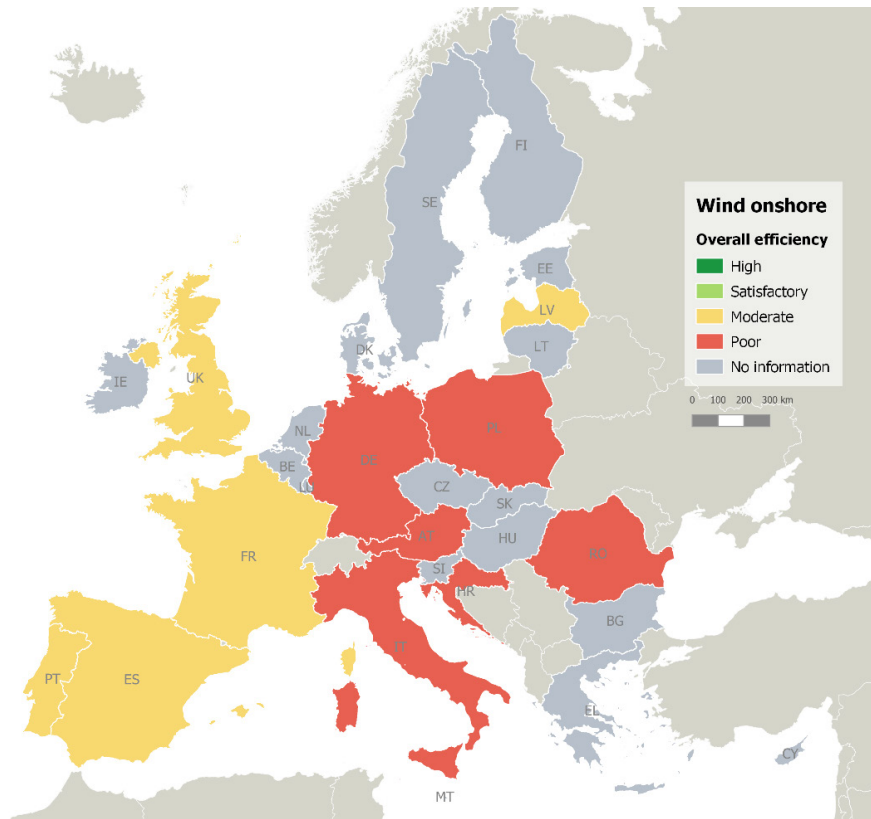 FI
SE
Wind onshore
Overall efficiency
High
Satisfactory
Moderate
Poor
No information
0 100 200 300 km
EE
LV
LT
DK
IE
UK
NL
BE
LU
DE
PL
CZ
SK
AT
HU
FR
SI
HR
RO
BG
IT
PT
ES
EL
CY
MT